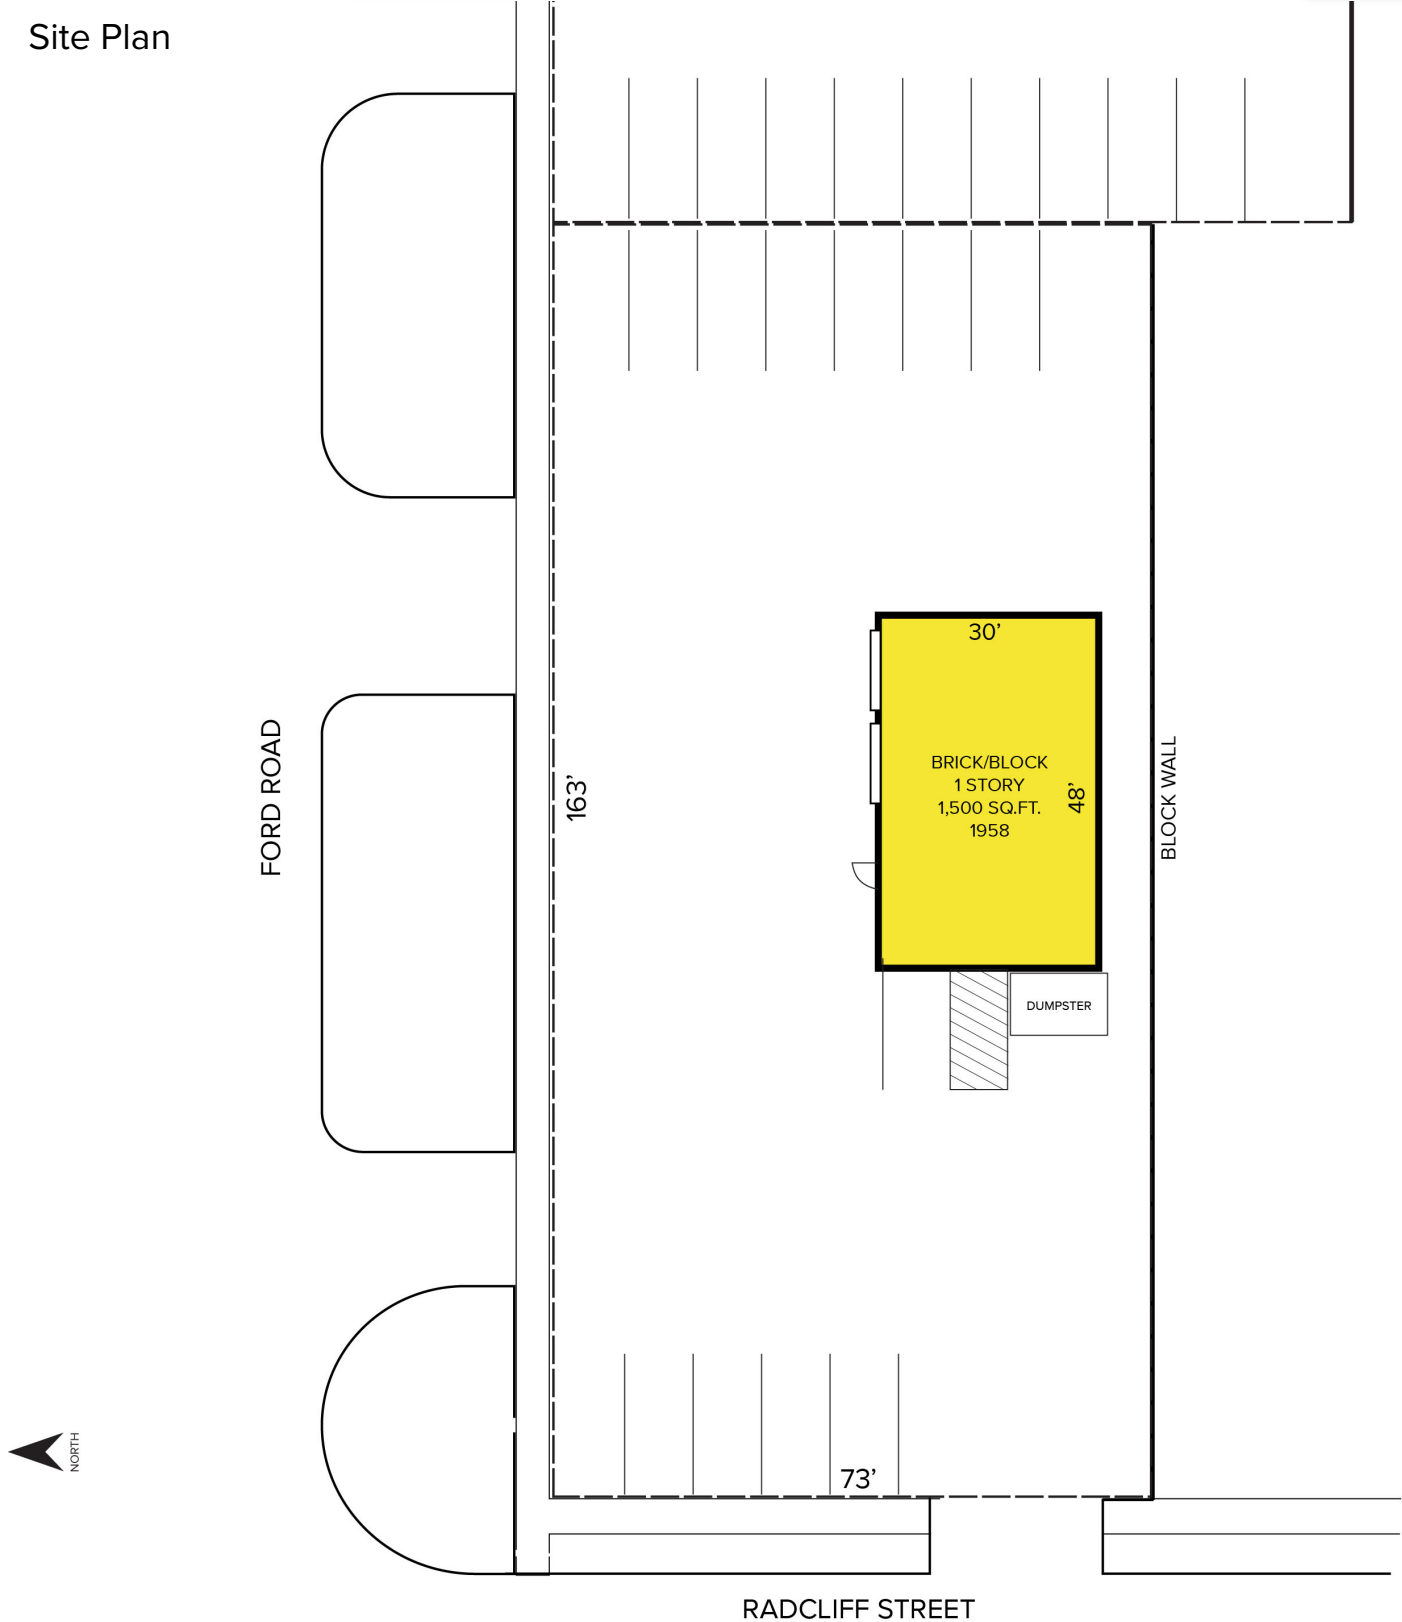 Site Plan
30’
FORD ROAD
163’
BRICK/BLOCK
1 STORY
1,500 SQ.FT.
1958
48’
BLOCK WALL
DUMPSTER
NORTH
73’
RADCLIFF STREET